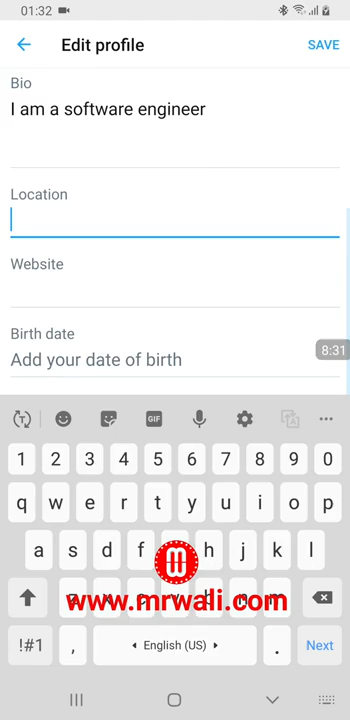 01:32
Edit profile
SAVE
Bio
I am a software engineer
Location
Website
Birth date
Add your date of birth
8:31
T
GIF
A
1 2 3 4 5 6 7 8 9 0
q w e r t y u i o p
a s d f h j k l
www.mrwali.com
!#1 , English (US) . Next